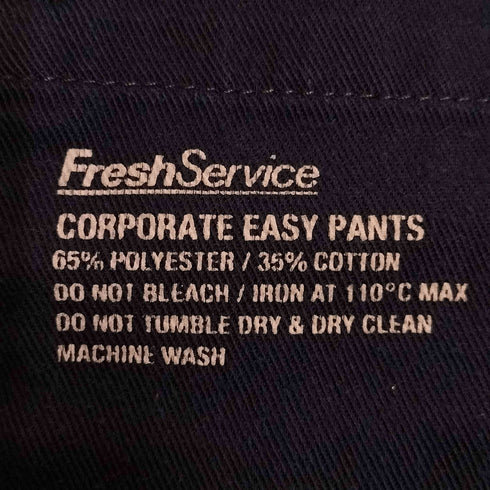 FreshService
CORPORATE EASY PANTS
65% POLYESTER / 35% COTTON
DO NOT BLEACH / IRON AT 110°C MAX
DO NOT TUMBLE DRY & DRY CLEAN
MACHINE WASH